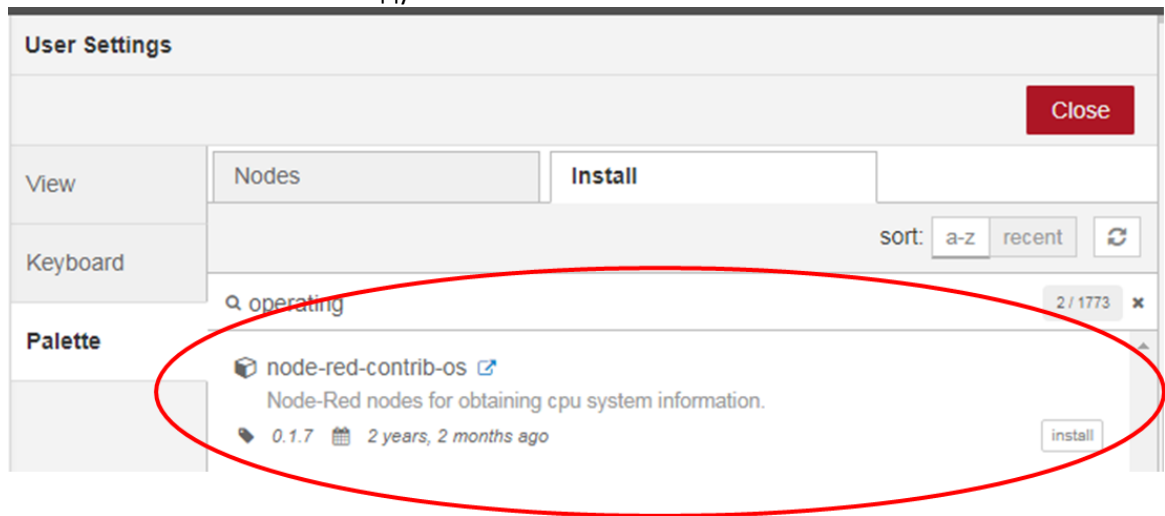 User Settings
Close
View
Nodes
Install
sort: a-z recent
Keyboard
operating
2 / 1773
Palette
node-red-contrib-os
Node-Red nodes for obtaining cpu system information.
0.1.7 2 years, 2 months ago
install